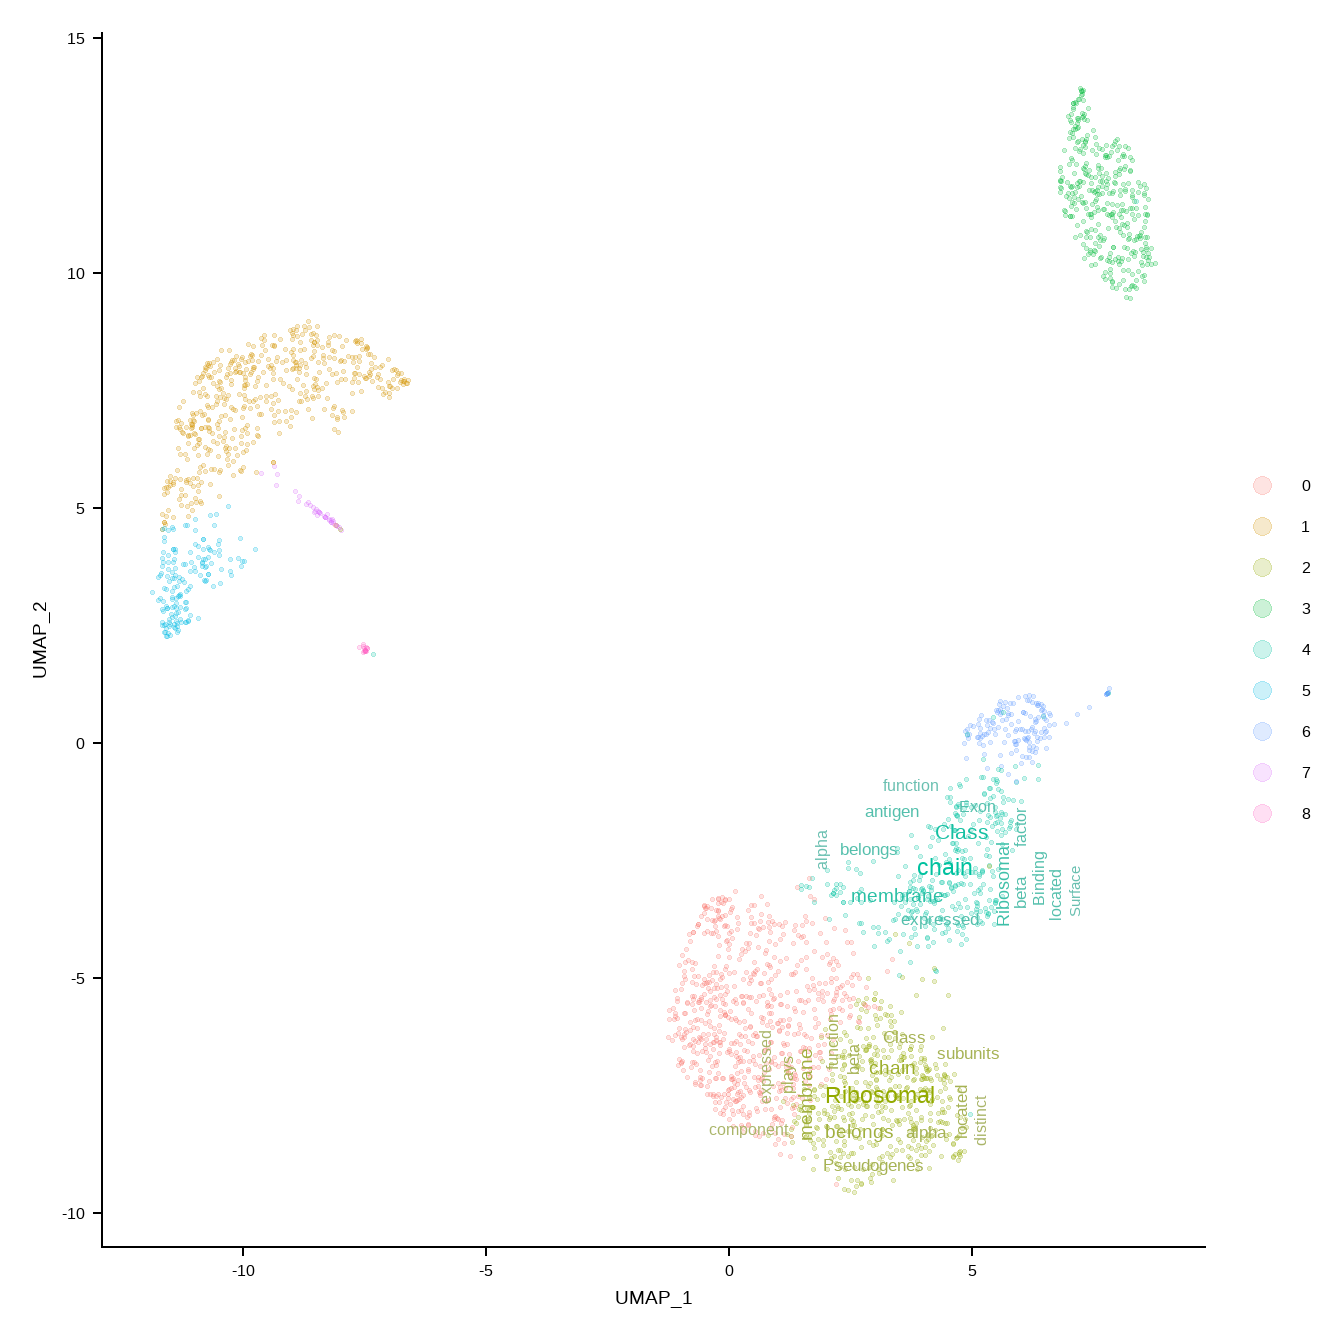 15
10
5
0
-5
-10
UMAP_2
-10
-5
0
5
UMAP_1
0
1
2
3
4
5
6
7
8
function
antigen
Exon
Class
factor
alpha
belongs
chain
Ribosomal
beta
Binding
located
Surface
membrane
expressed
Class
subunits
chain
function
beta
expressed
plays
membrane
Ribosomal
located
distinct
component
belongs
alpha
Pseudogenes